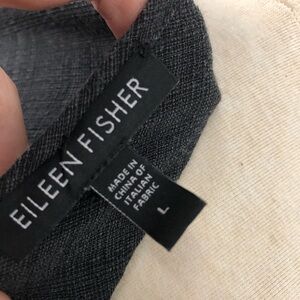 EILEEN FISHER
MADE IN
CHINA OF
ITALIAN
FABRIC
L